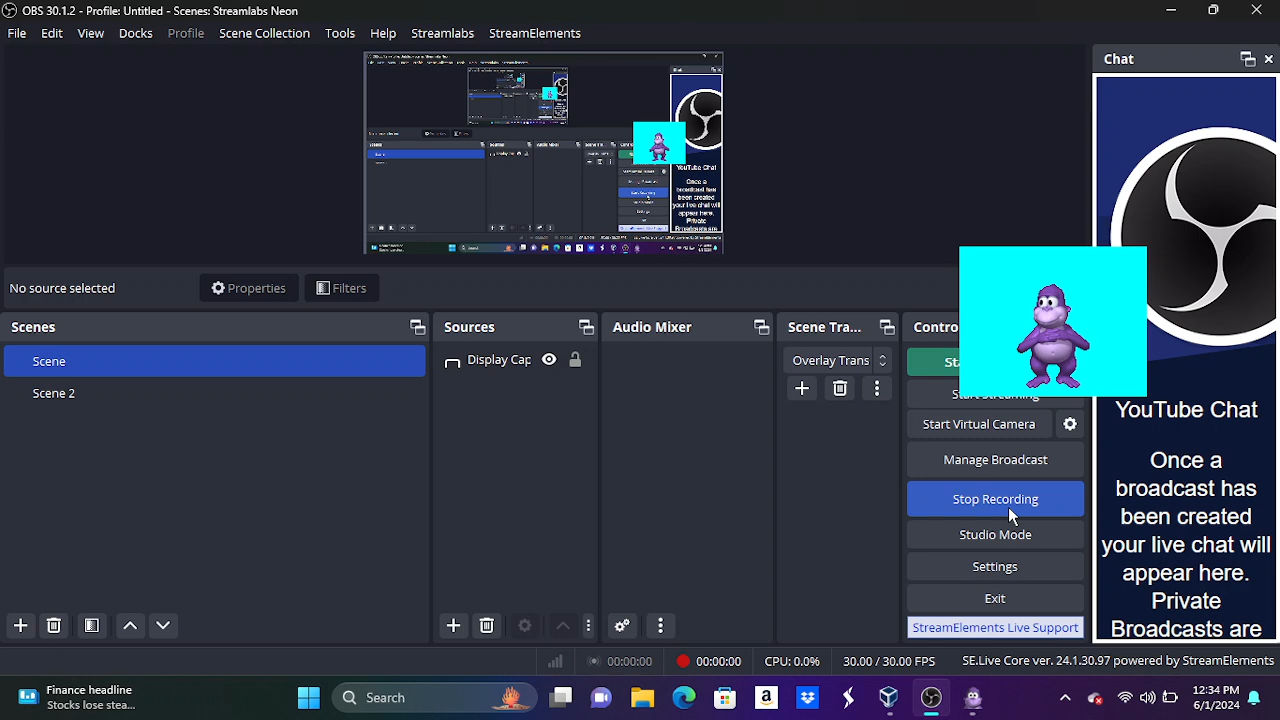 OBS 30.1.2 - Profile: Untitled - Scenes: Streamlabs Neon
File Edit View Docks Profile Scene Collection Tools Help Streamlabs StreamElements
Chat
No source selected Properties Filters
Scenes Sources Audio Mixer Scene Tra... Contro
Scene
Scene 2
Display Cap
Overlay Trans
Start Streaming
Start Virtual Camera
Manage Broadcast
Stop Recording
Studio Mode
Settings
Exit
StreamElements Live Support
YouTube Chat
Once a
broadcast has
been created
your live chat will
appear here.
Private
Broadcasts are
00:00:00 00:00:00 CPU: 0.0% 30.00 / 30.00 FPS SE.Live Core ver. 24.1.30.97 powered by StreamElements
Finance headline
Search
12:34 PM
6/1/2024